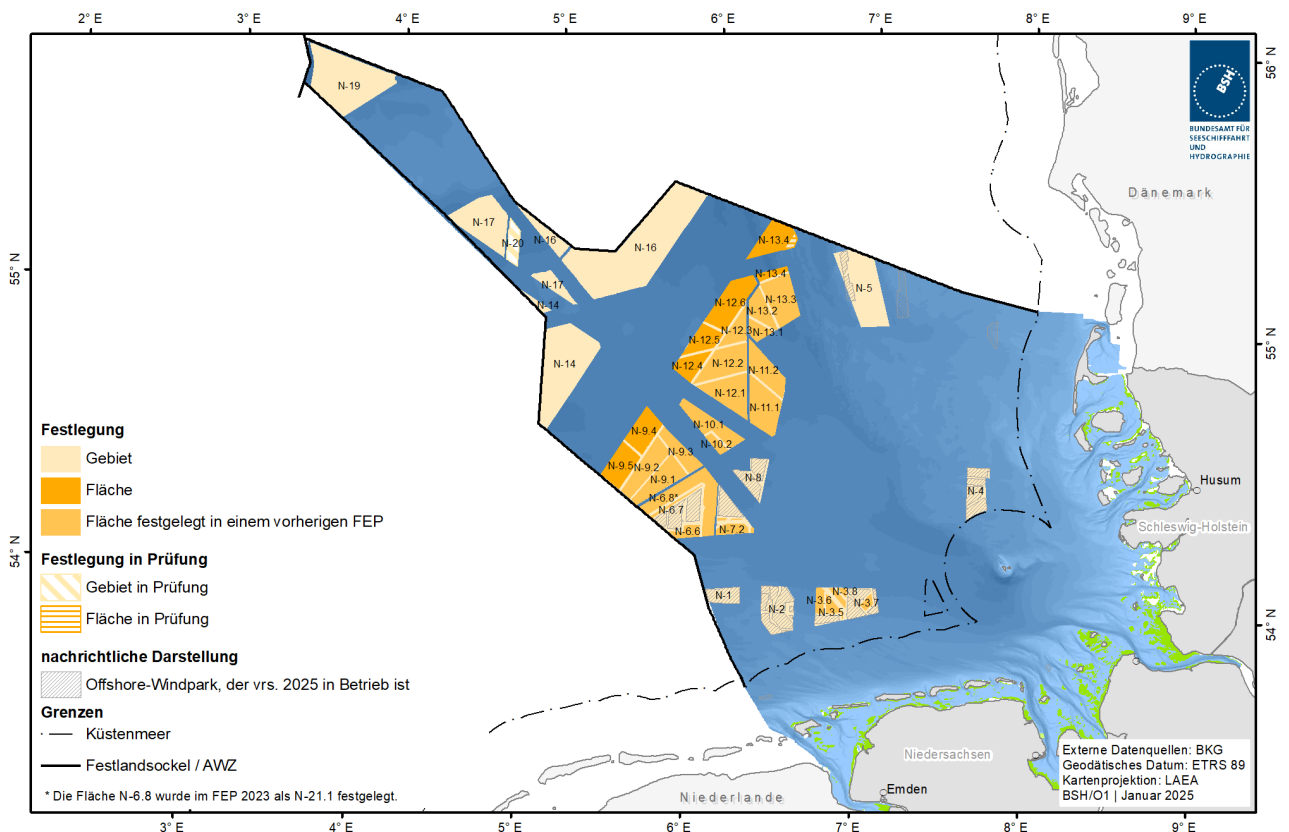 2° E 3° E 4° E 5° E 6° E 7° E 8° E 9° E
56° N
55° N
55° N
54° N
54° N
BSH
BUNDESAMT FÜR
SEESCHIFFFAHRT
UND
HYDROGRAPHIE
Dänemark
N-19
N-17
N-20
N-16
N-16
N-17
N-14
N-14
N-13.4
N-13.4
N-13.3
N-13.2
N-13.1
N-5
N-12.6
N-12.3
N-12.5
N-12.4
N-12.2
N-12.1
N-11.2
N-11.1
N-10.1
N-10.2
N-9.4
N-9.3
N-9.5
N-9.2
N-9.1
N-8
N-6.8*
N-6.7
N-6.6
N-7.2
N-4
N-1
N-2
N-3.8
N-3.6
N-3.7
N-3.5
Husum
Schleswig-Holstein
Niedersachsen
Emden
Niederlande
Festlegung
Gebiet
Fläche
Fläche festgelegt in einem vorherigen FEP
Festlegung in Prüfung
Gebiet in Prüfung
Fläche in Prüfung
nachrichtliche Darstellung
Offshore-Windpark, der vrs. 2025 in Betrieb ist
Grenzen
Küstenmeer
Festlandsockel / AWZ
* Die Fläche N-6.8 wurde im FEP 2023 als N-21.1 festgelegt.
Externe Datenquellen: BKG
Geodätisches Datum: ETRS 89
Kartenprojektion: LAEA
BSH/O1 | Januar 2025
3° E 4° E 5° E 6° E 7° E 8° E 9° E